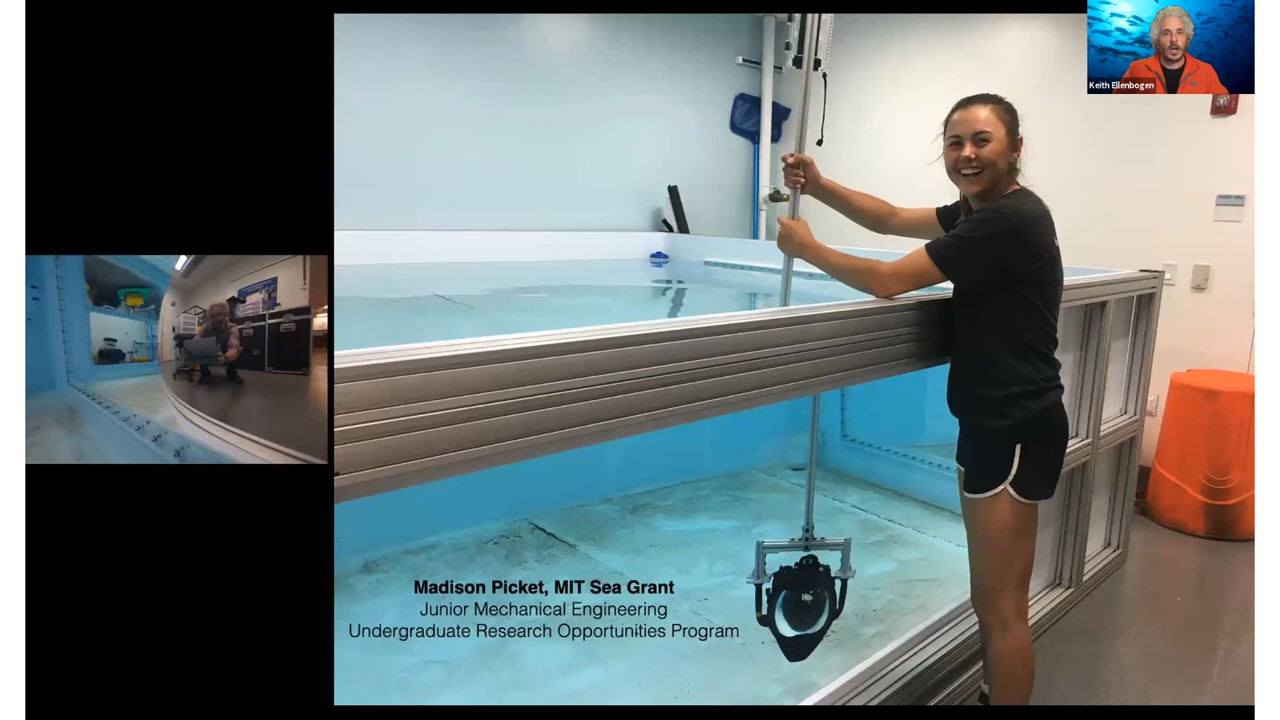 Keith Ellenbogen
Madison Picket, MIT Sea Grant
Junior Mechanical Engineering
Undergraduate Research Opportunities Program